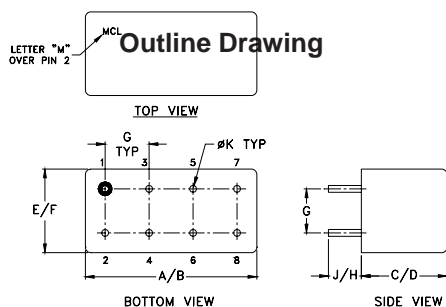 MCL
Outline Drawing
LETTER "M"
OVER PIN 2
TOP VIEW
G
TYP
øK TYP
1 3 5 7
E/F
G
2 4 6 8
A/B
J/H C/D
BOTTOM VIEW
SIDE VIEW